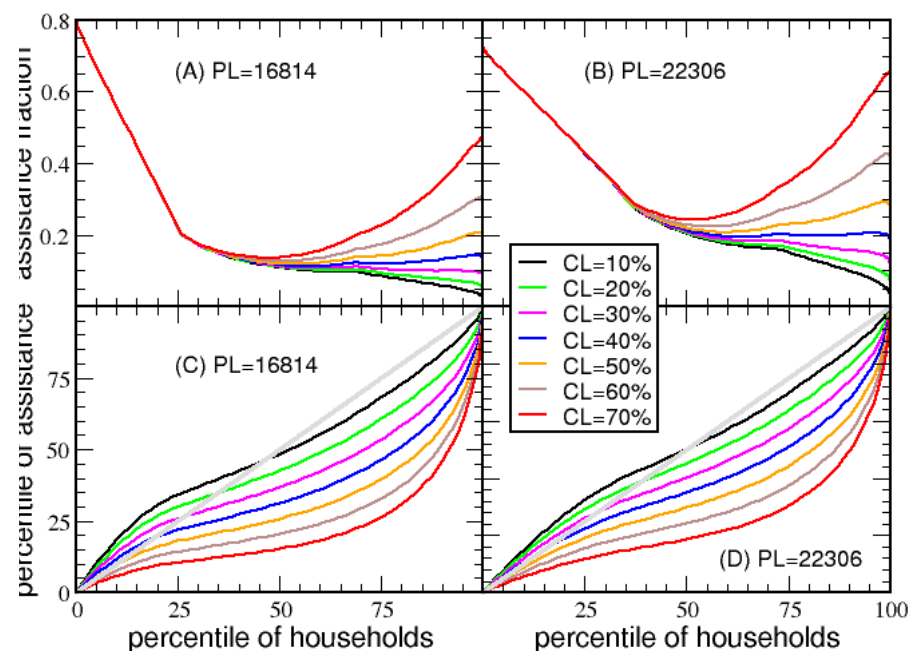 0.8
0.6
0.4
0.2
assistance fraction
(A) PL=16814
(B) PL=22306
CL=10%
CL=20%
CL=30%
CL=40%
CL=50%
CL=60%
CL=70%
75
50
25
0
percentile of assistance
(C) PL=16814
(D) PL=22306
0 25 50 75
25 50 75 100
percentile of households
percentile of households